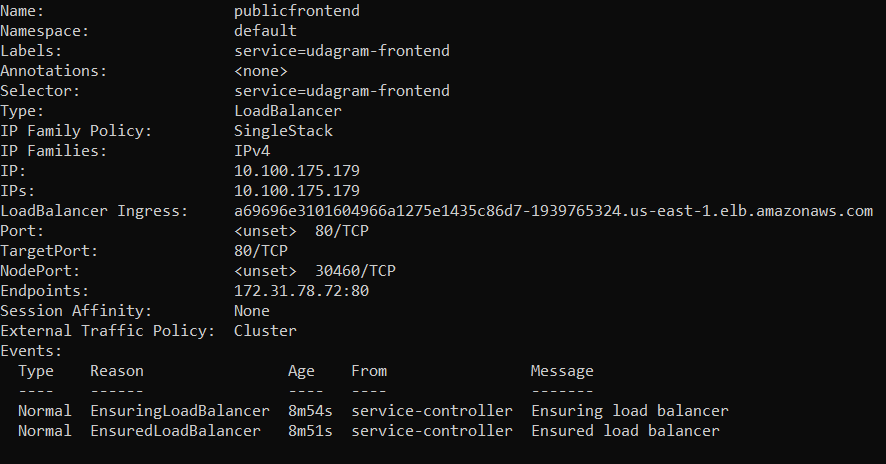 Name:                     publicfrontend
Namespace:                default
Labels:                   service=udagram-frontend
Annotations:              <none>
Selector:                 service=udagram-frontend
Type:                     LoadBalancer
IP Family Policy:         SingleStack
IP Families:              IPv4
IP:                       10.100.175.179
IPs:                      10.100.175.179
LoadBalancer Ingress:     a69696e3101604966a1275e1435c86d7-1939765324.us-east-1.elb.amazonaws.com
Port:                     <unset>  80/TCP
TargetPort:               80/TCP
NodePort:                 <unset>  30460/TCP
Endpoints:                172.31.78.72:80
Session Affinity:         None
External Traffic Policy:  Cluster
Events:
  Type    Reason                Age    From                Message
  ----    ------                ----   ----                -------
  Normal  EnsuringLoadBalancer  8m54s  service-controller  Ensuring load balancer
  Normal  EnsuredLoadBalancer   8m51s  service-controller  Ensured load balancer